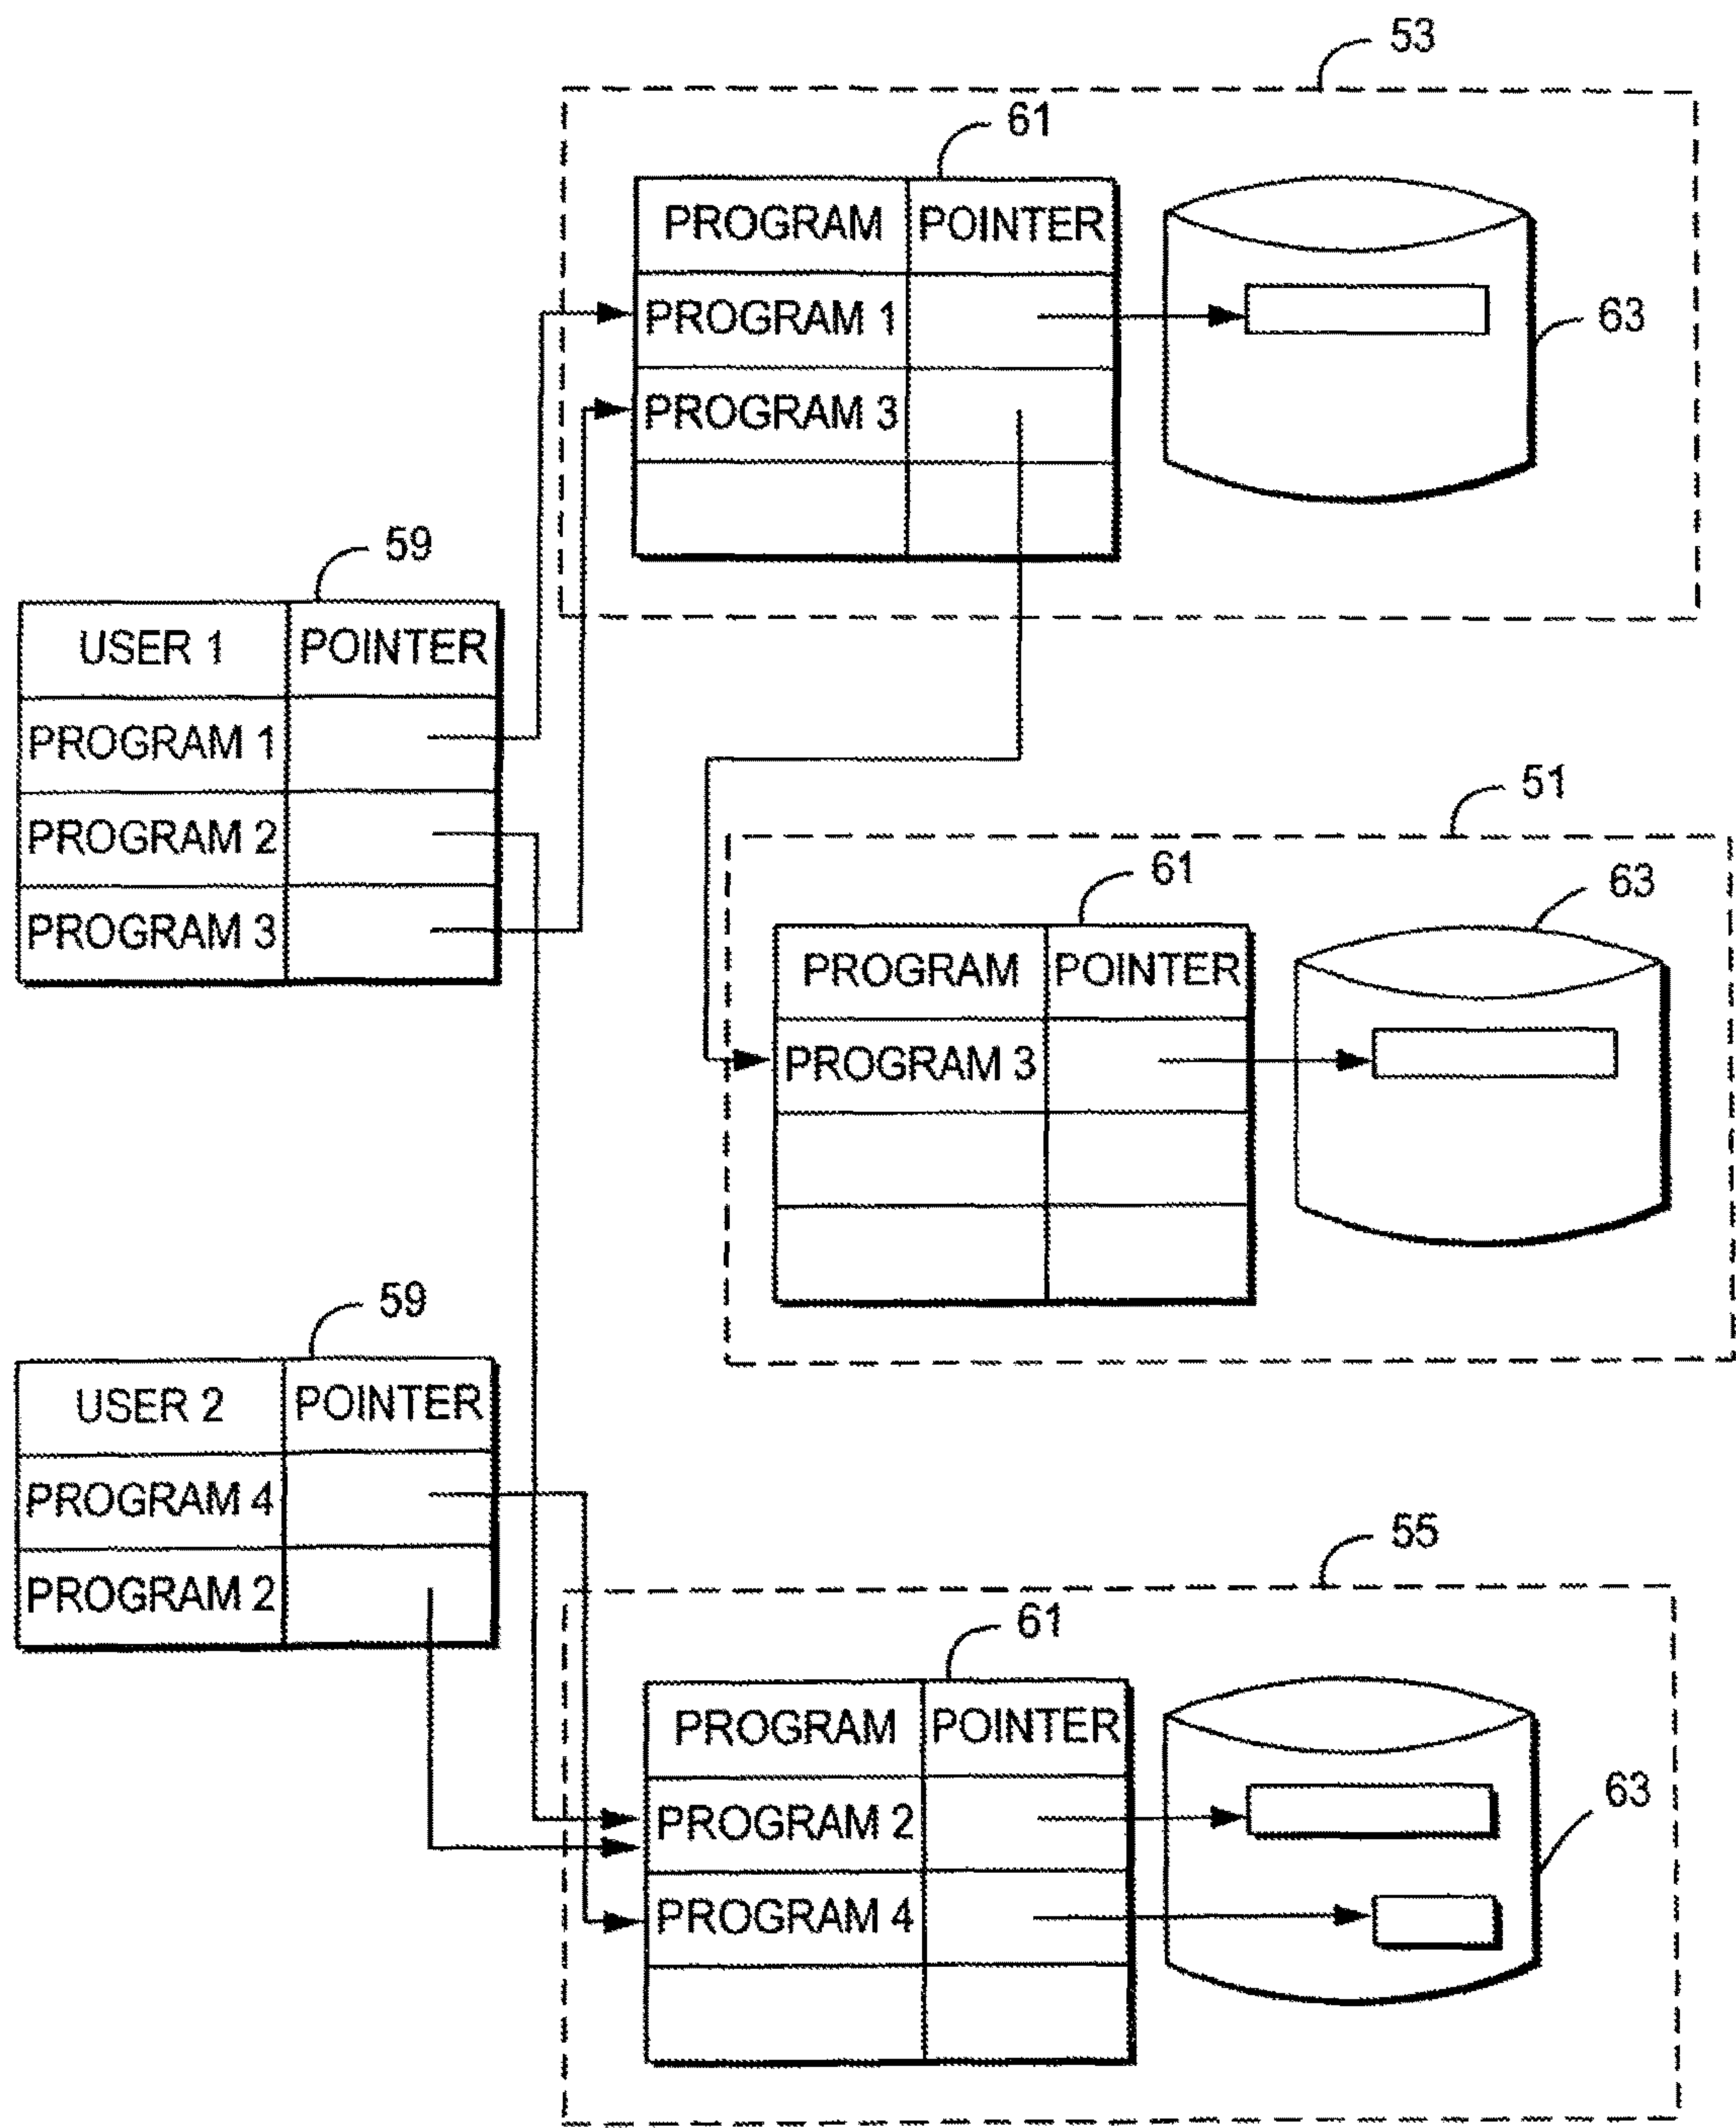 53
61
PROGRAM POINTER
PROGRAM 1
PROGRAM 3
63
59
USER 1 POINTER
PROGRAM 1
PROGRAM 2
PROGRAM 3
51
61
63
PROGRAM POINTER
PROGRAM 3
59
USER 2 POINTER
PROGRAM 4
PROGRAM 2
55
61
PROGRAM POINTER
PROGRAM 2
PROGRAM 4
63